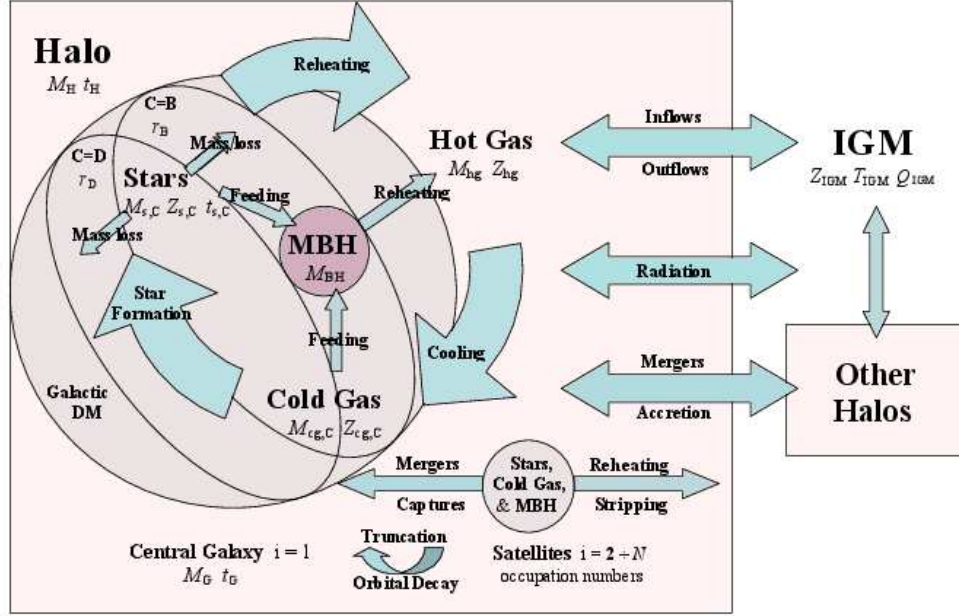 Halo
M_H t_H
Reheating
C=B
r_B
Mass loss
C=D
r_D
Stars
M_s,C Z_s,C t_s,C
Feeding
Mass loss
Hot Gas
M_hg Z_hg
Reheating
MBH
M_BH
Inflows
Outflows
IGM
Z_IGM T_IGM Q_IGM
Radiation
Star
Formation
Feeding
Cooling
Mergers
Accretion
Other
Halos
Galactic
DM
Cold Gas
M_cg,C Z_cg,C
Mergers
Captures
Stars,
Cold Gas,
& MBH
Reheating
Stripping
Central Galaxy i = 1
M_G t_G
Truncation
Orbital Decay
Satellites i = 2 ÷ N
occupation numbers